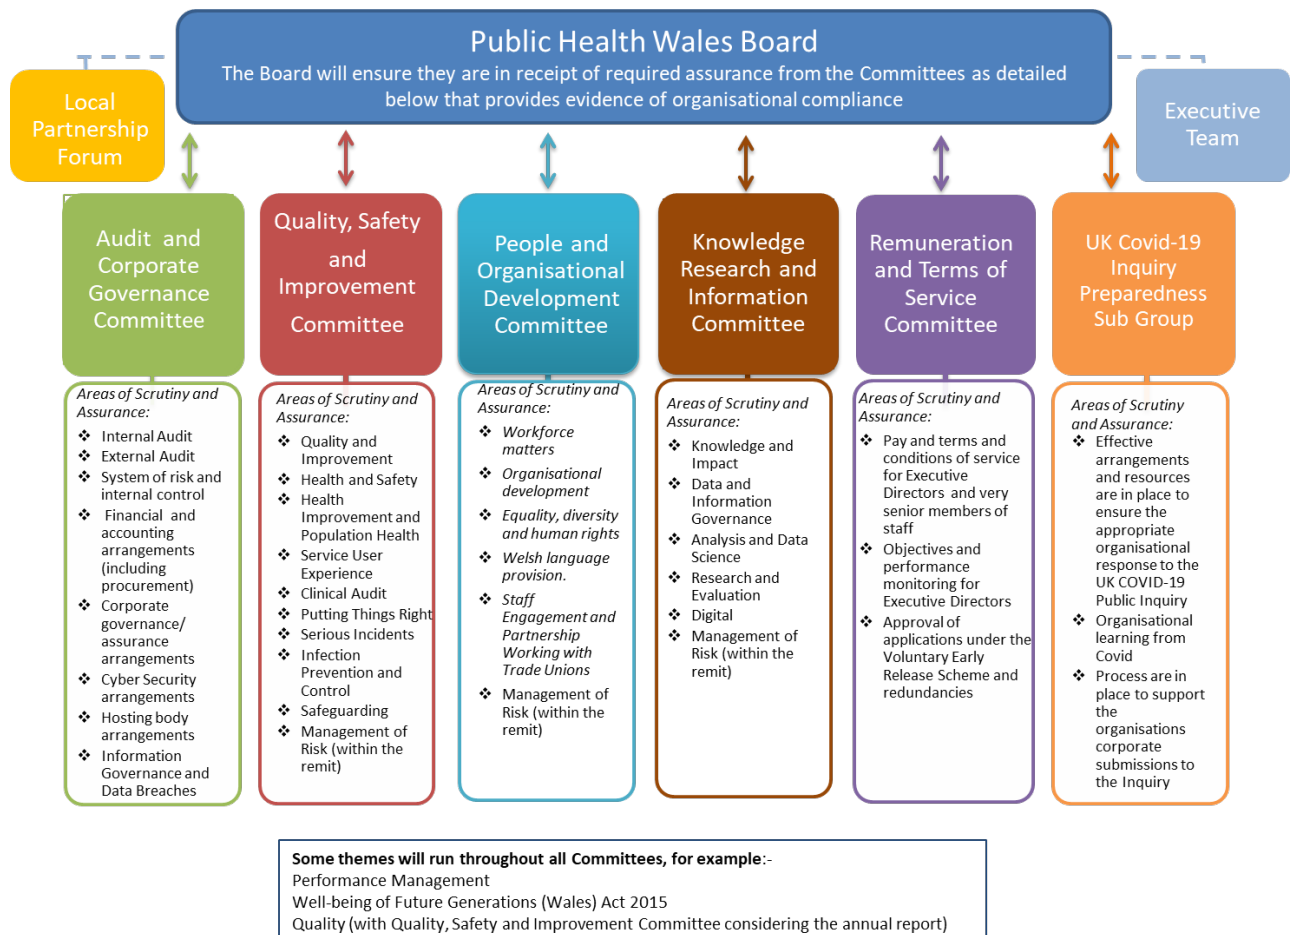 Public Health Wales Board
The Board will ensure they are in receipt of required assurance from the Committees as detailed
below that provides evidence of organisational compliance
Local
Partnership
Forum
Executive
Team
Audit and
Corporate
Governance
Committee
Areas of Scrutiny and
Assurance:
❖ Internal Audit
❖ External Audit
❖ System of risk and
internal control
❖ Financial and
accounting
arrangements
(including
procurement)
❖ Corporate
governance/
assurance
arrangements
❖ Cyber Security
arrangements
❖ Hosting body
arrangements
❖ Information
Governance and
Data Breaches
Quality, Safety
and
Improvement
Committee
Areas of Scrutiny and
Assurance:
❖ Quality and
Improvement
❖ Health and Safety
❖ Health
Improvement and
Population Health
❖ Service User
Experience
❖ Clinical Audit
❖ Putting Things Right
❖ Serious Incidents
❖ Infection
Prevention and
Control
❖ Safeguarding
❖ Management of
Risk (within the
remit)
People and
Organisational
Development
Committee
Areas of Scrutiny and
Assurance:
❖ Workforce
matters
❖ Organisational
development
❖ Equality, diversity
and human rights
❖ Welsh language
provision.
❖ Staff
Engagement and
Partnership
Working with
Trade Unions
❖ Management of
Risk (within the
remit)
Knowledge
Research and
Information
Committee
Areas of Scrutiny and
Assurance:
❖ Knowledge and
Impact
❖ Data and
Information
Governance
❖ Analysis and Data
Science
❖ Research and
Evaluation
❖ Digital
❖ Management of
Risk (within the
remit)
Remuneration
and Terms of
Service
Committee
Areas of Scrutiny and
Assurance:
❖ Pay and terms and
conditions of service
for Executive
Directors and very
senior members of
staff
❖ Objectives and
performance
monitoring for
Executive Directors
❖ Approval of
applications under the
Voluntary Early
Release Scheme and
redundancies
UK Covid-19
Inquiry
Preparedness
Sub Group
Areas of Scrutiny
and Assurance:
❖ Effective
arrangements
and resources
are in place to
ensure the
appropriate
organisational
response to the
UK COVID-19
Public Inquiry
❖ Organisational
learning from
Covid
❖ Process are in
place to support
the
organisations
corporate
submissions to
the Inquiry
Some themes will run throughout all Committees, for example:-
Performance Management
Well-being of Future Generations (Wales) Act 2015
Quality (with Quality, Safety and Improvement Committee considering the annual report)